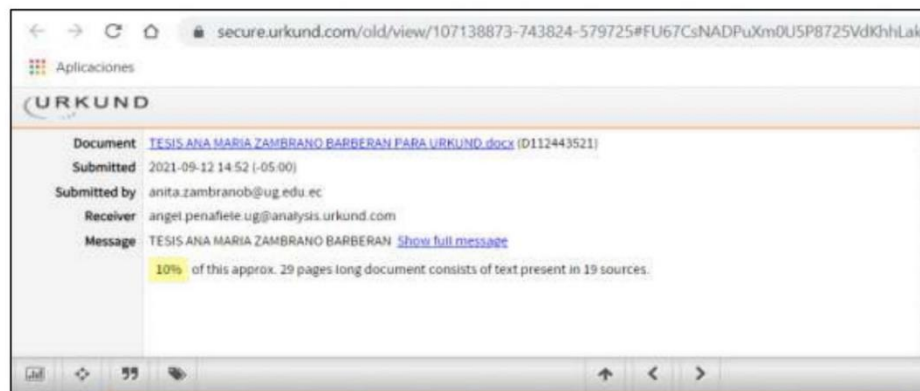 secure.urkund.com/old/view/107138873-743824-579725#FU67CsNADPuXm0U5P8725VdKhhLak
Aplicaciones
URKUND
Document TESIS ANA MARIA ZAMBRANO BARBERAN PARA URKUND.docx (D112443521)
Submitted 2021-09-12 14:52 (-05:00)
Submitted by anita.zambranob@ug.edu.ec
Receiver angel.penafiele.ug@analysis.urkund.com
Message TESIS ANA MARIA ZAMBRANO BARBERAN Show full message
10% of this approx. 29 pages long document consists of text present in 19 sources.